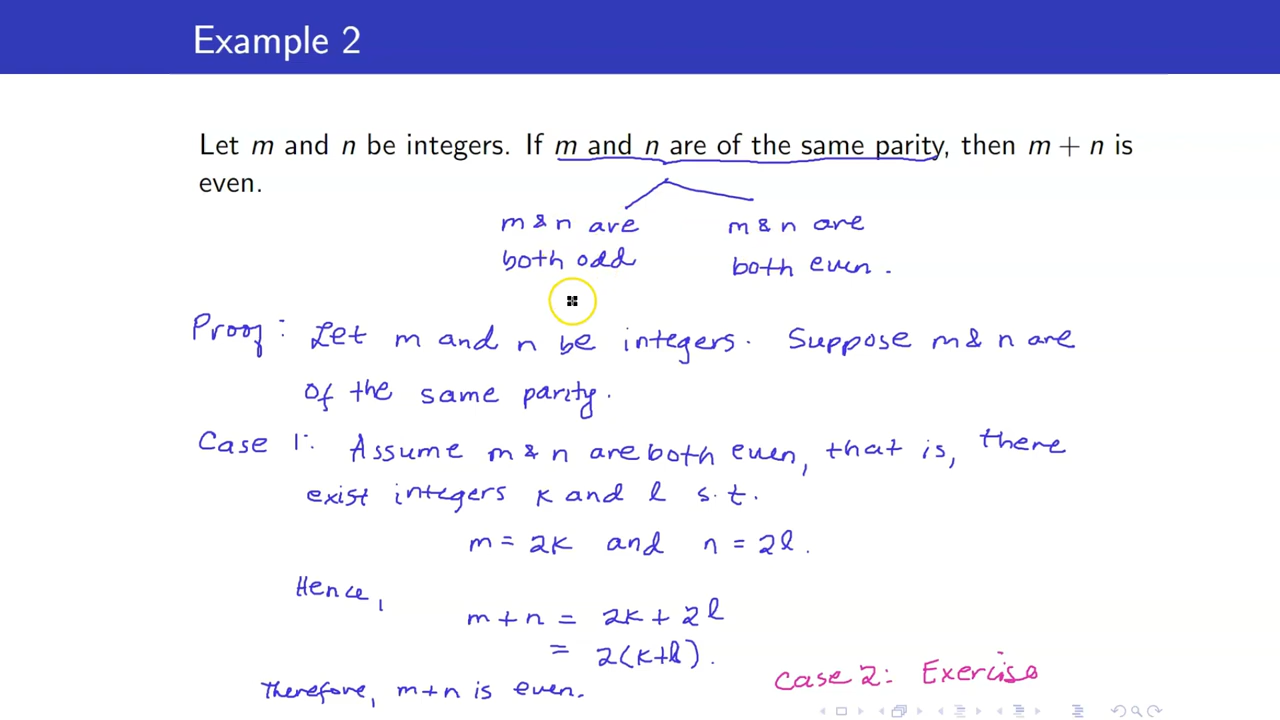 Example 2
Let m and n be integers. If m and n are of the same parity, then m + n is
even.
m & n are
both odd
m & n are
both even.
Proof: Let m and n be integers. Suppose m & n are
of the same parity.
Case 1: Assume m & n are both even, that is, there
exist integers k and l s.t.
m = 2k and n = 2l.
Hence,
m + n = 2k + 2l
= 2(k+l).
Therefore, m+n is even.
Case 2: Exercise